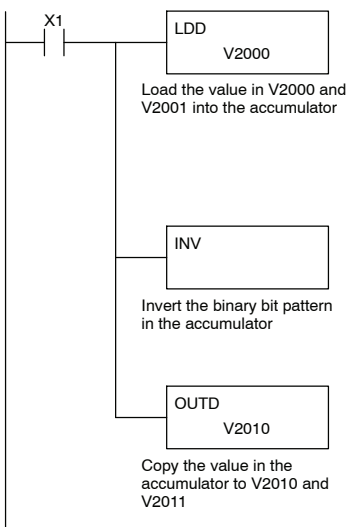 X1
LDD
V2000
Load the value in V2000 and
V2001 into the accumulator
INV
Invert the binary bit pattern
in the accumulator
OUTD
V2010
Copy the value in the
accumulator to V2010 and
V2011